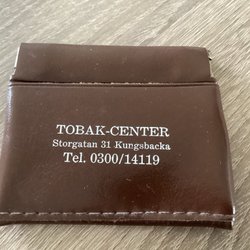 TOBAK-CENTER
Storgatan 31 Kungsbacka
Tel. 0300/14119